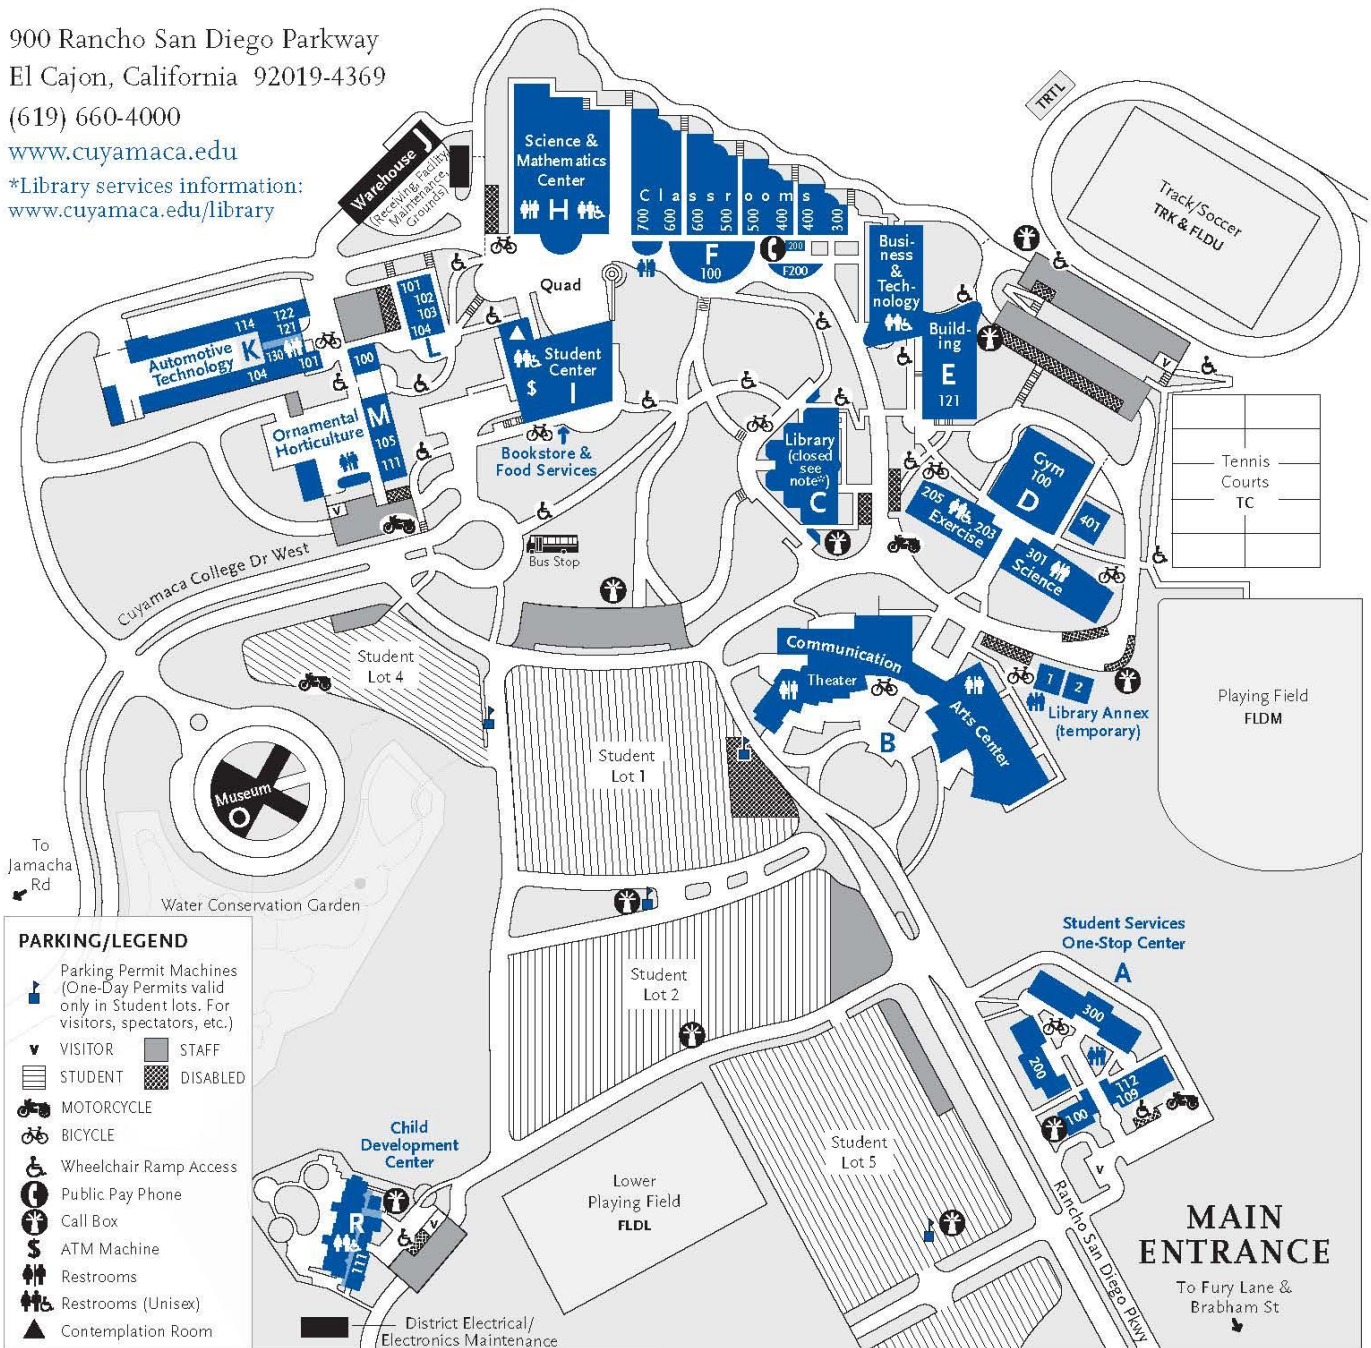 900 Rancho San Diego Parkway
El Cajon, California 92019-4369
(619) 660-4000
www.cuyamaca.edu
*Library services information:
www.cuyamaca.edu/library
TRTL
Track/Soccer
TRK & FLDU
Warehouse J
(Receiving, Facility
Maintenance,
Grounds)
Science &
Mathematics
Center
H
Classrooms
700
600
600
500
500
400
400
300
F
100
200
F200
Quad
Busi-
ness
&
Tech-
nology
Build-
ing
E
121
101
102
103
104
L
114
122
121
Automotive
Technology
K
130
101
104
100
M
105
111
Ornamental
Horticulture
V
Student
Center
I
$
Bookstore &
Food Services
Library
(closed
see
note*)
C
Gym
100
D
401
205
203
Exercise
301
Science
V
Tennis
Courts
TC
Cuyamaca College Dr West
Bus Stop
Student
Lot 4
Communication
Theater
Arts Center
B
1
2
Library Annex
(temporary)
Playing Field
FLDM
Student
Lot 1
Museum
O
To
Jamacha
Rd
Water Conservation Garden
Student
Lot 2
Student Services
One-Stop Center
A
300
200
112
109
100
V
PARKING/LEGEND
Parking Permit Machines
(One-Day Permits valid
only in Student lots. For
visitors, spectators, etc.)
V VISITOR
STAFF
STUDENT
DISABLED
MOTORCYCLE
BICYCLE
Wheelchair Ramp Access
Public Pay Phone
Call Box
$ ATM Machine
Restrooms
Restrooms (Unisex)
Contemplation Room
Child
Development
Center
R
111
V
Lower
Playing Field
FLDL
Student
Lot 5
Rancho San Diego Pkwy
MAIN
ENTRANCE
To Fury Lane &
Brabham St
District Electrical/
Electronics Maintenance